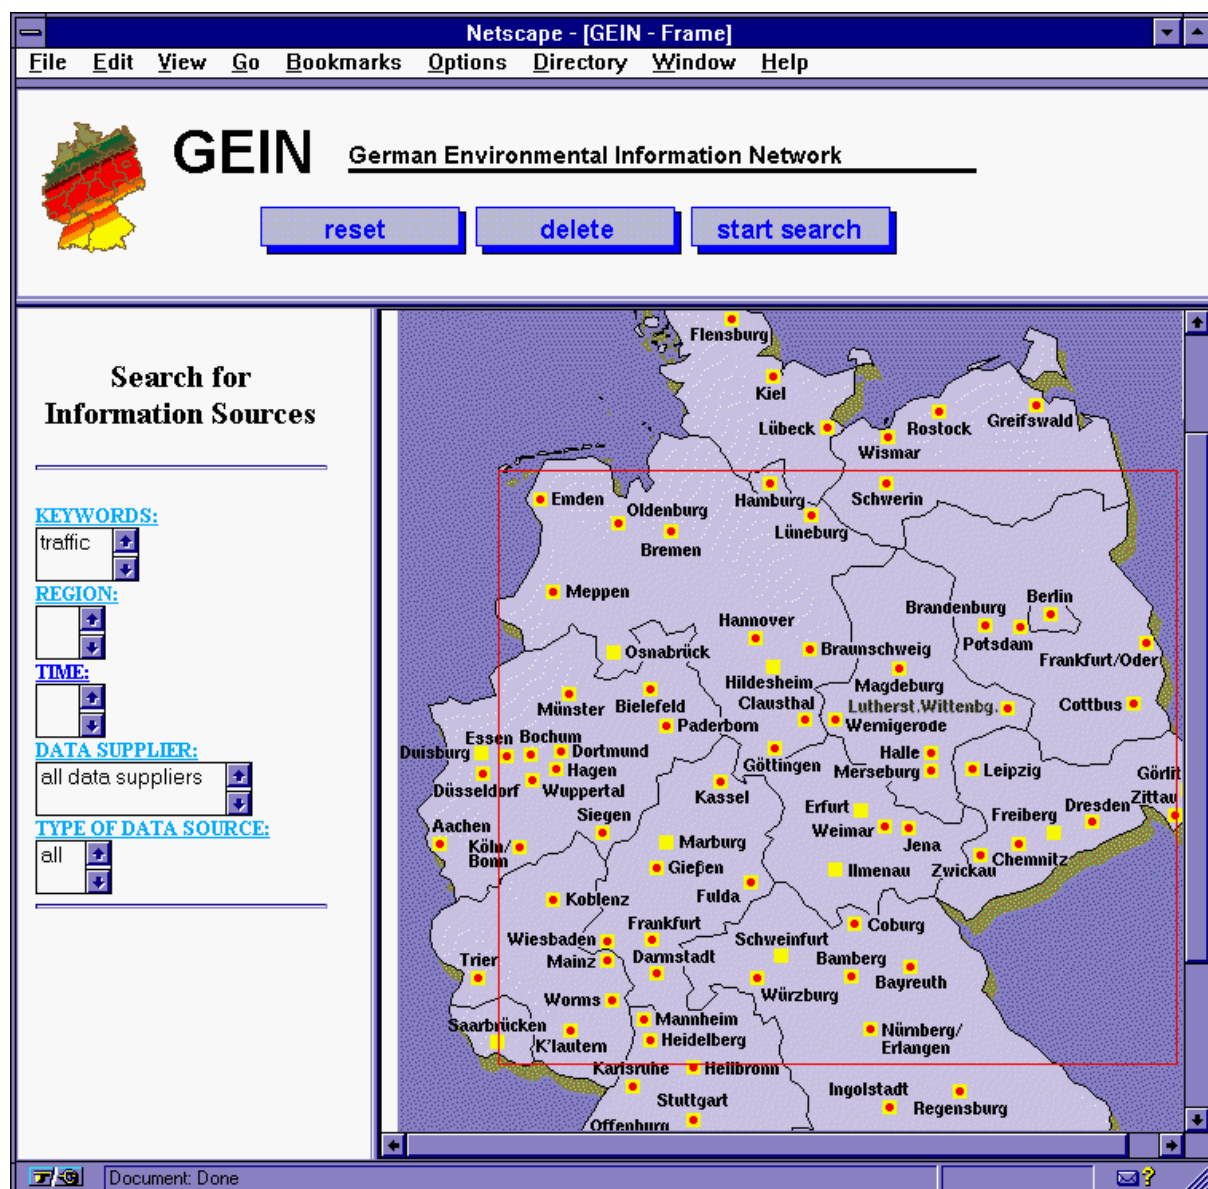 Netscape - [GEIN - Frame]
File Edit View Go Bookmarks Options Directory Window Help
GEIN German Environmental Information Network
reset delete start search
Search for
Information Sources
KEYWORDS:
traffic
REGION:
TIME:
DATA SUPPLIER:
all data suppliers
TYPE OF DATA SOURCE:
all
Flensburg
Kiel
Lübeck
Wismar
Rostock
Greifswald
Emden
Oldenburg
Bremen
Hamburg
Lüneburg
Schwerin
Meppen
Hannover
Brandenburg
Berlin
Potsdam
Frankfurt/Oder
Osnabrück
Braunschweig
Hildesheim
Magdeburg
Münster
Bielefeld
Clausthal
Lutherst.Wittenbg.
Cottbus
Paderborn
Wernigerode
Essen
Bochum
Duisburg
Dortmund
Göttingen
Halle
Merseburg
Leipzig
Görlit
Düsseldorf
Hagen
Wuppertal
Kassel
Siegen
Erfurt
Weimar
Jena
Freiberg
Dresden
Zittau
Aachen
Köln/
Bonn
Marburg
Gießen
Fulda
Ilmenau
Zwickau
Chemnitz
Koblenz
Frankfurt
Coburg
Wiesbaden
Mainz
Darmstadt
Schweinfurt
Bamberg
Bayreuth
Trier
Würzburg
Worms
Saarbrücken
K'lautern
Mannheim
Heidelberg
Nürnberg/
Erlangen
Karlsruhe
Heilbronn
Stuttgart
Ingolstadt
Regensburg
Offenburg
Document: Done